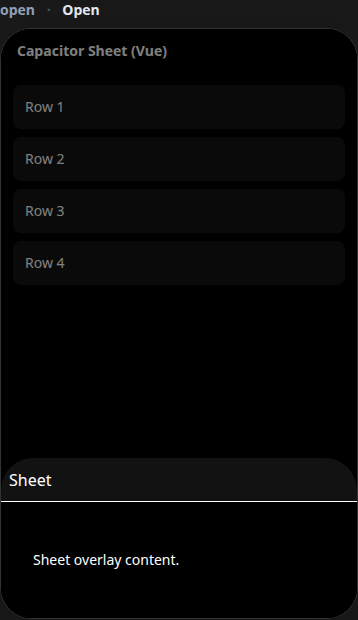 open · Open
Capacitor Sheet (Vue)
Row 1
Row 2
Row 3
Row 4
Sheet
Sheet overlay content.